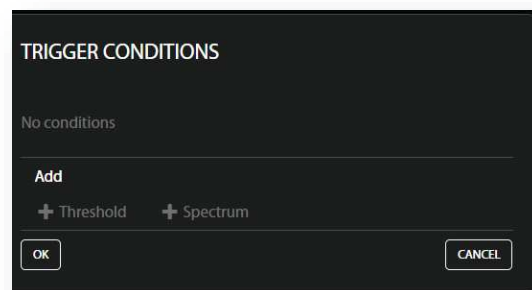 TRIGGER CONDITIONS
No conditions
Add
+ Threshold + Spectrum
OK CANCEL